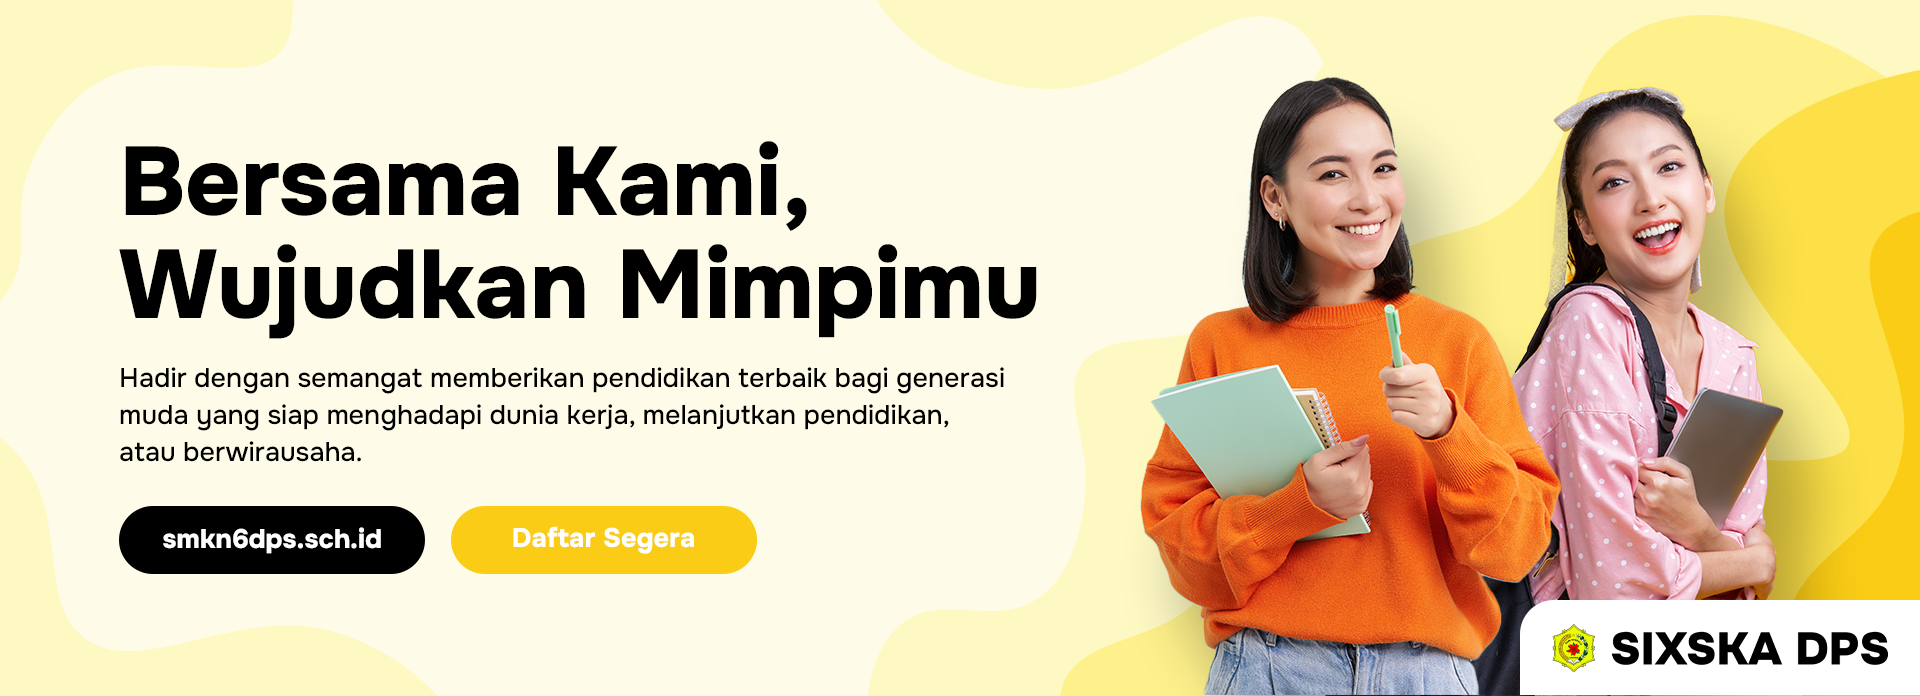 Bersama Kami,
Wujudkan Mimpimu
Hadir dengan semangat memberikan pendidikan terbaik bagi generasi
muda yang siap menghadapi dunia kerja, melanjutkan pendidikan,
atau berwirausaha.
smkn6dps.sch.id
Daftar Segera
SIXSKA DPS